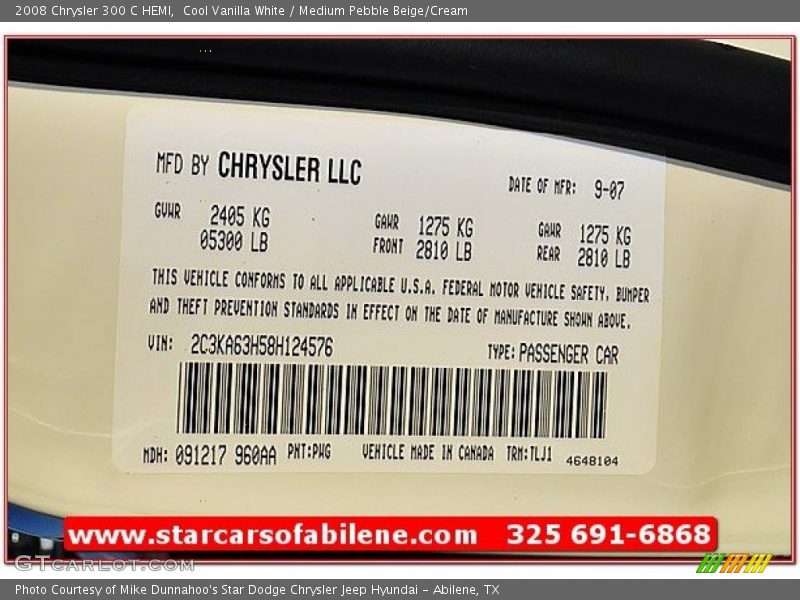 2008 Chrysler 300 C HEMI, Cool Vanilla White / Medium Pebble Beige/Cream
MFD BY CHRYSLER LLC
DATE OF MFR: 9-07
GVWR 2405 KG
05300 LB
GAWR FRONT 1275 KG
2810 LB
GAWR REAR 1275 KG
2810 LB
THIS VEHICLE CONFORMS TO ALL APPLICABLE U.S.A. FEDERAL MOTOR VEHICLE SAFETY, BUMPER
AND THEFT PREVENTION STANDARDS IN EFFECT ON THE DATE OF MANUFACTURE SHOWN ABOVE.
VIN: 2C3KA63H58H124576 TYPE: PASSENGER CAR
MDH: 091217 960AA PNT:PWG VEHICLE MADE IN CANADA TRM:TLJ1 4648104
www.starcarsofabilene.com 325 691-6868
GTcarlot.com
Photo Courtesy of Mike Dunnahoo's Star Dodge Chrysler Jeep Hyundai - Abilene, TX